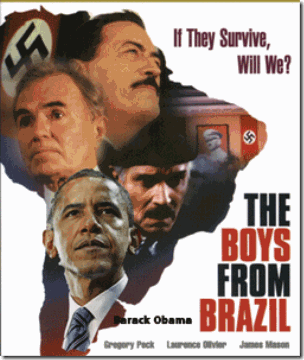 If They Survive,
Will We?
THE
BOYS
FROM
BRAZIL
Barack Obama
Gregory Peck Laurence Olivier James Mason